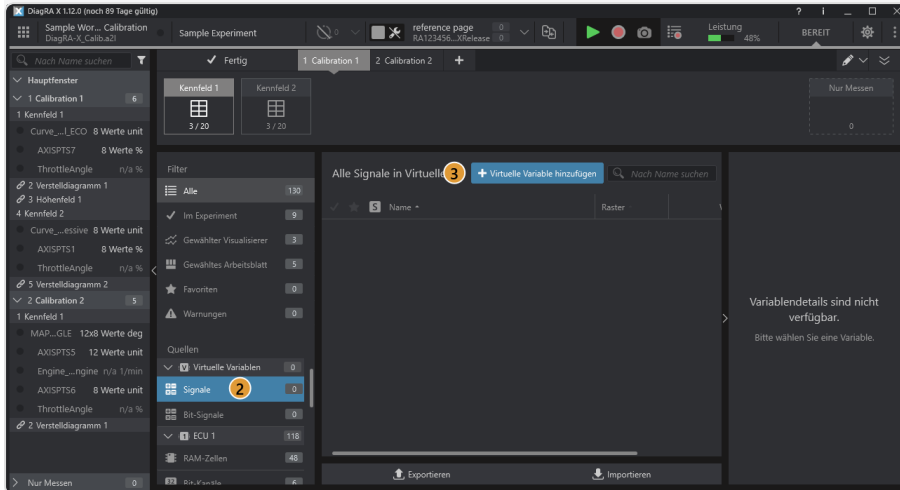 DiagRA X 1.12.0 (noch 89 Tage gültig)
? i
Sample Wor... Calibration
DiagRA-X_Calib.a2l
Sample Experiment
0
reference page 0
RA123456...XRelease 0
Leistung
48%
BEREIT
Nach Name suchen
Fertig
1 Calibration 1
2 Calibration 2
+
Hauptfenster
1 Calibration 1 6
1 Kennfeld 1
Curve_...l_ECO 8 Werte unit
AXISPTS7 8 Werte %
ThrottleAngle n/a %
2 Verstelldiagramm 1
3 Höhenfeld 1
4 Kennfeld 2
Curve_...essive 8 Werte unit
AXISPTS1 8 Werte %
ThrottleAngle n/a %
5 Verstelldiagramm 2
2 Calibration 2 5
1 Kennfeld 1
MAP...GLE 12x8 Werte deg
AXISPTS5 12 Werte unit
Engine_...ngine n/a 1/min
AXISPTS6 8 Werte unit
ThrottleAngle n/a %
2 Verstelldiagramm 1
Nur Messen 0
Kennfeld 1
3 / 20
Kennfeld 2
3 / 20
Nur Messen
0
Filter
Alle 130
Im Experiment 9
Gewählter Visualisierer 3
Gewähltes Arbeitsblatt 5
Favoriten 0
Warnungen 0
Quellen
V Virtuelle Variablen 0
Signale 2 0
Bit-Signale 0
1 ECU 1 118
RAM-Zellen 48
Bit-Kanäle 6
Alle Signale in Virtuelle 3
+ Virtuelle Variable hinzufügen
Nach Name suchen
S Name
Raster
Exportieren
Importieren
Variablendetails sind nicht
verfügbar.
Bitte wählen Sie eine Variable.